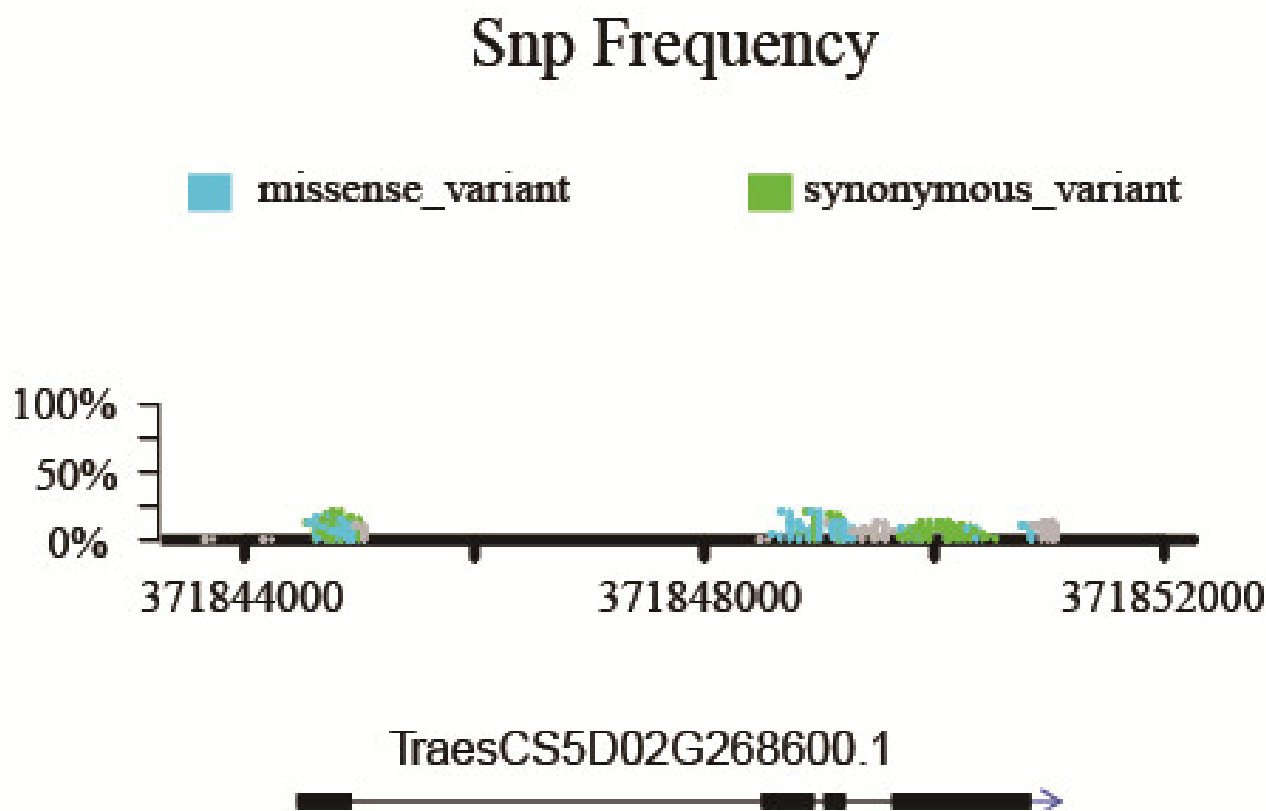 Snp Frequency
missense_variant synonymous_variant
100%
50%
0%
371844000 371848000 371852000
TraesCS5D02G268600.1